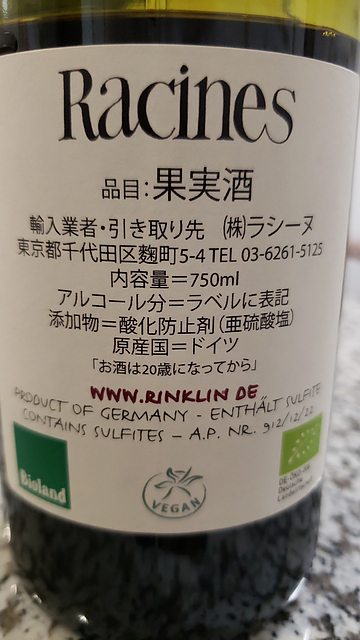 Racines
品目:果実酒
輸入業者・引き取り先 (株)ラシーヌ
東京都千代田区麴町5-4 TEL 03-6261-5125
内容量=750ml
アルコール分=ラベルに表記
添加物=酸化防止剤(亜硫酸塩)
原産国=ドイツ
「お酒は20歳になってから」
WWW.RINKLIN DE
PRODUCT OF GERMANY - ENTHÄLT SULFITE
CONTAINS SULFITES - A.P. NR. 912/12/22
Bioland
VEGAN
DE-ÖKO-
Deutsche
Landwirtschaft